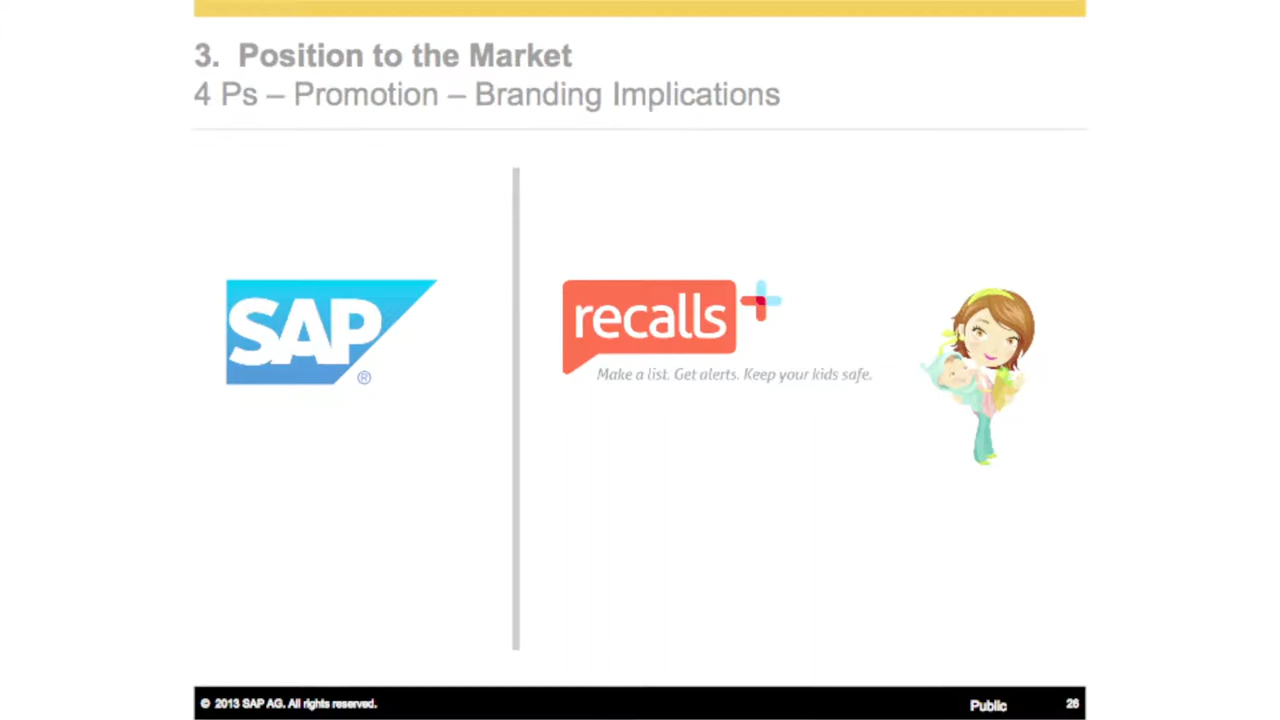 3. Position to the Market
4 Ps – Promotion – Branding Implications
SAP
®
recalls+
Make a list. Get alerts. Keep your kids safe.
© 2013 SAP AG. All rights reserved.
Public
26